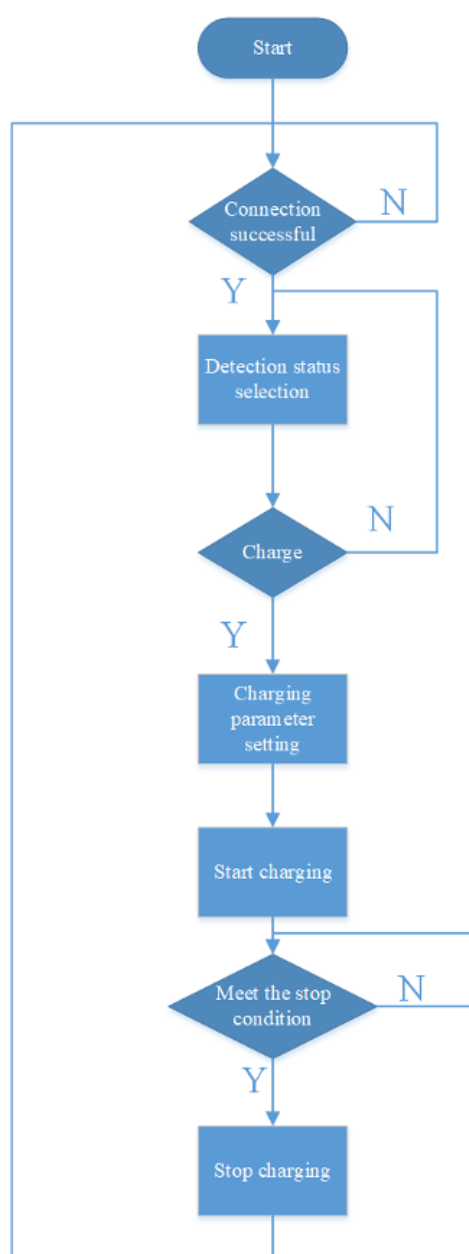 Start
Connection
successful
N
Y
Detection status
selection
Charge
N
Y
Charging
parameter
setting
Start charging
Meet the stop
condition
N
Y
Stop charging